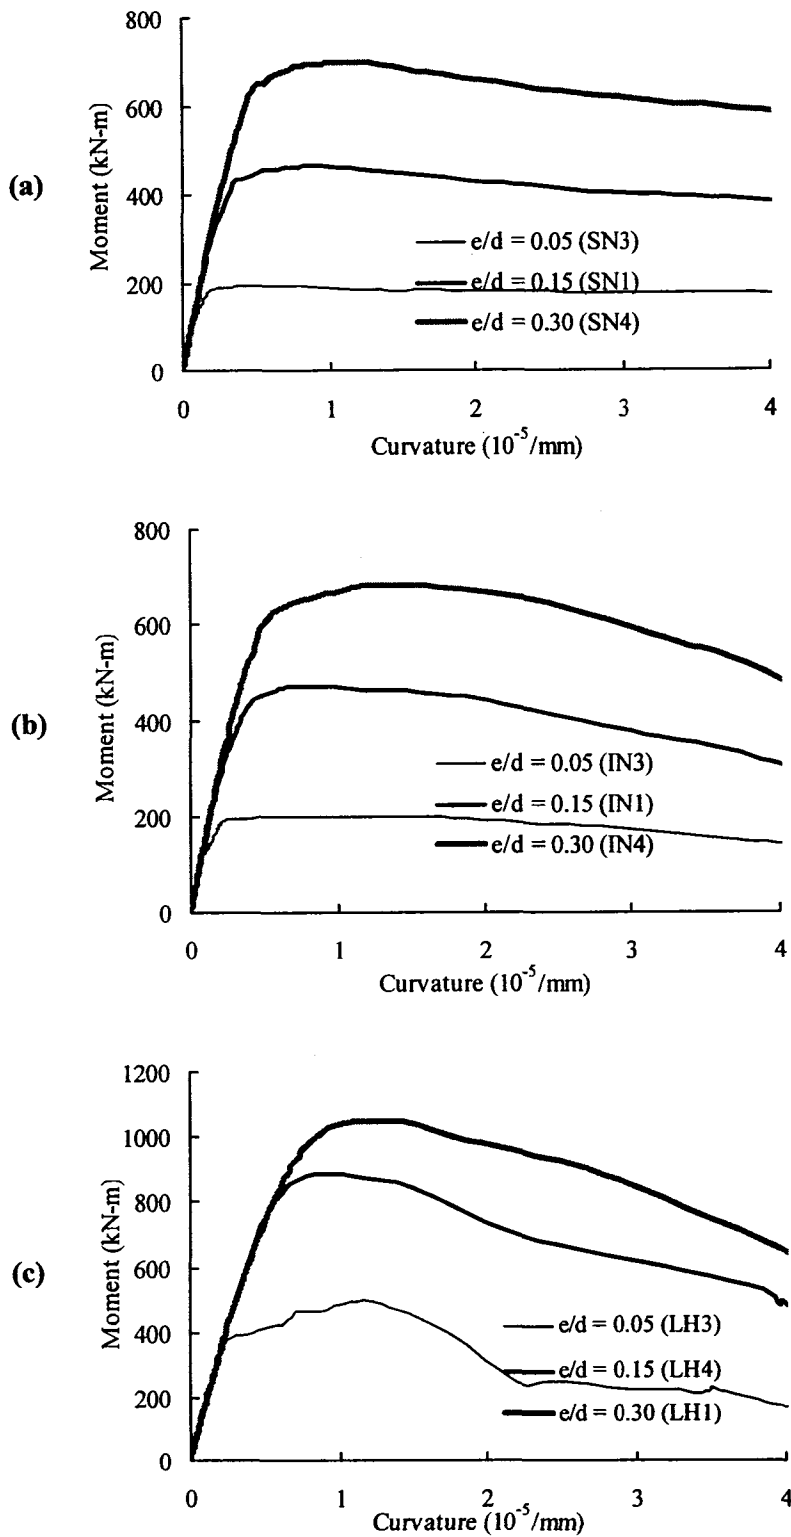 (a)
Moment (kN-m)
800
600
400
200
0
e/d = 0.05 (SN3)
e/d = 0.15 (SN1)
e/d = 0.30 (SN4)
0 1 2 3 4
Curvature (10⁻⁵/mm)
(b)
Moment (kN-m)
800
600
400
200
0
e/d = 0.05 (IN3)
e/d = 0.15 (IN1)
e/d = 0.30 (IN4)
0 1 2 3 4
Curvature (10⁻⁵/mm)
(c)
Moment (kN-m)
1200
1000
800
600
400
200
0
e/d = 0.05 (LH3)
e/d = 0.15 (LH4)
e/d = 0.30 (LH1)
0 1 2 3 4
Curvature (10⁻⁵/mm)